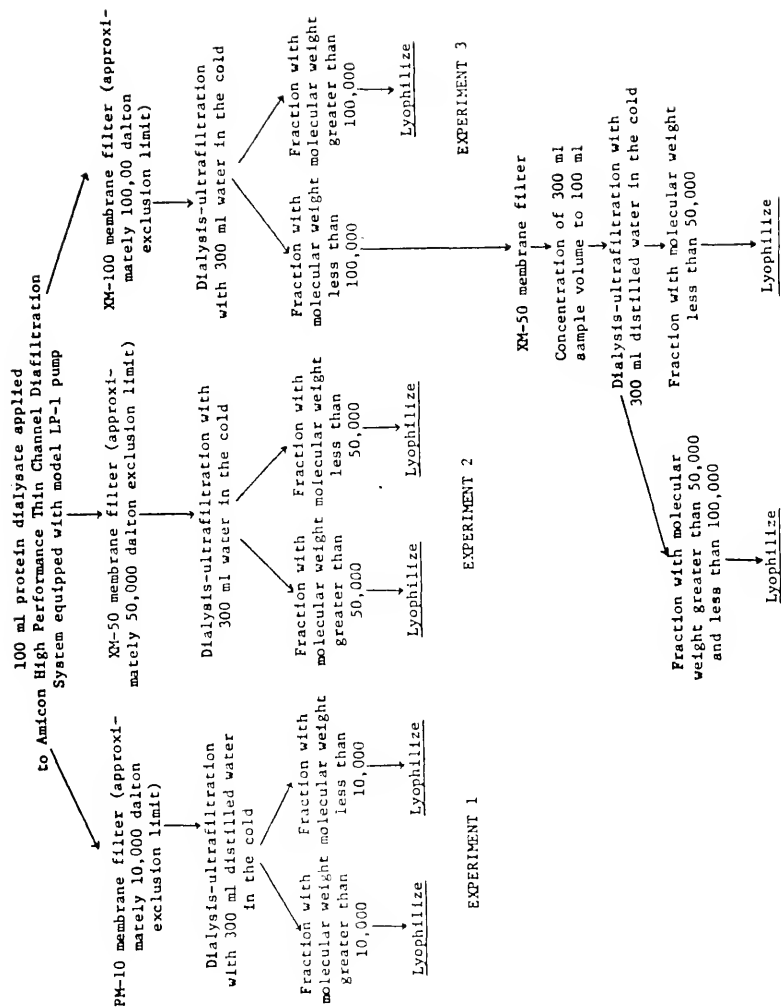 100 ml protein dialysate applied
to Amicon High Performance Thin Channel Diafiltration
System equipped with model LP-1 pump
PM-10 membrane filter (approxi-
mately 10,000 dalton
exclusion limit)
Dialysis-ultrafiltration
with 300 ml distilled water
in the cold
Fraction with
molecular weight
greater than
10,000
Lyophilize
Fraction with
molecular weight
less than
10,000
Lyophilize
EXPERIMENT 1
XM-50 membrane filter (approxi-
mately 50,000 dalton exclusion limit)
Dialysis-ultrafiltration with
300 ml water in the cold
Fraction with
molecular weight
greater than
50,000
Lyophilize
Fraction with
molecular weight
less than
50,000
Lyophilize
EXPERIMENT 2
XM-100 membrane filter (approxi-
mately 100,00 dalton
exclusion limit)
Dialysis-ultrafiltration
with 300 ml water in the cold
Fraction with
molecular weight
less than
100,000
Fraction with
molecular weight
greater than
100,000
Lyophilize
EXPERIMENT 3
XM-50 membrane filter
Concentration of 300 ml
sample volume to 100 ml
Dialysis-ultrafiltration with
300 ml distilled water in the cold
Fraction with molecular
weight greater than 50,000
and less than 100,000
Lyophilize
Fraction with molecular weight
less than 50,000
Lyophilize